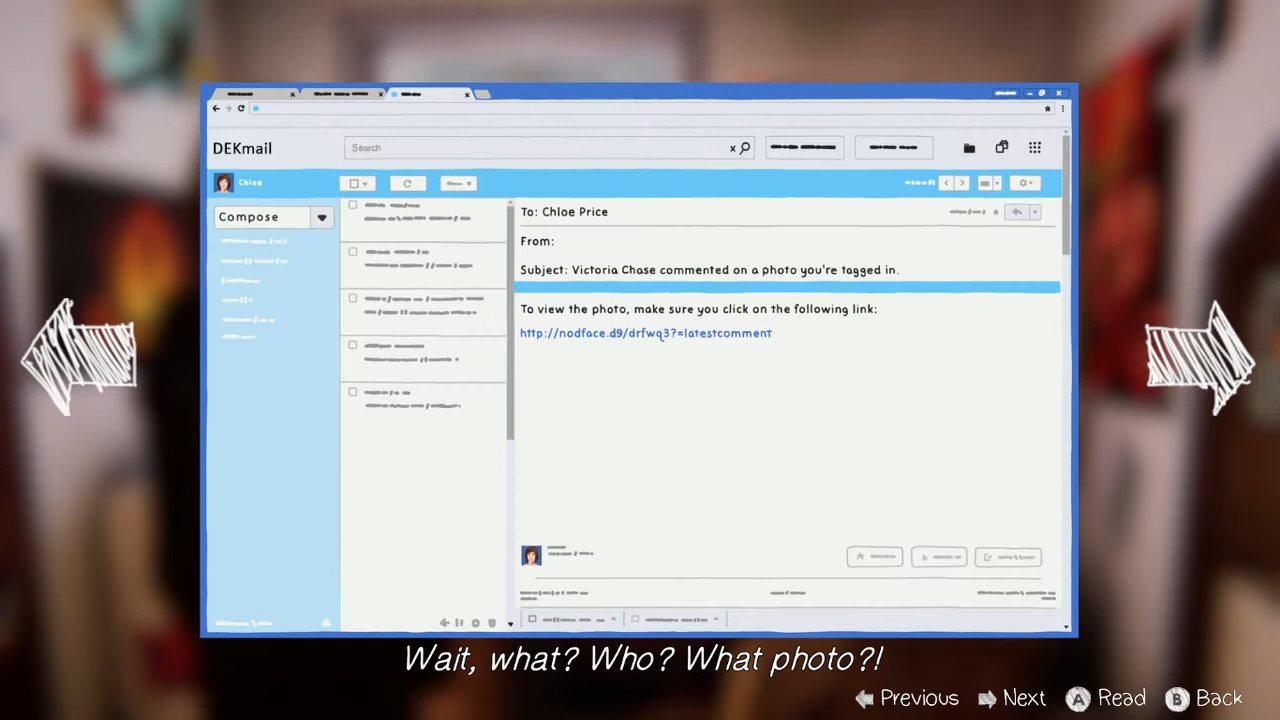 DEKmail
Search
Chloe
Compose
To: Chloe Price
From:
Subject: Victoria Chase commented on a photo you're tagged in.
To view the photo, make sure you click on the following link:
http://nodface.d9/drfwq3?=latestcomment
Wait, what? Who? What photo?!
Previous
Next
A Read
B Back